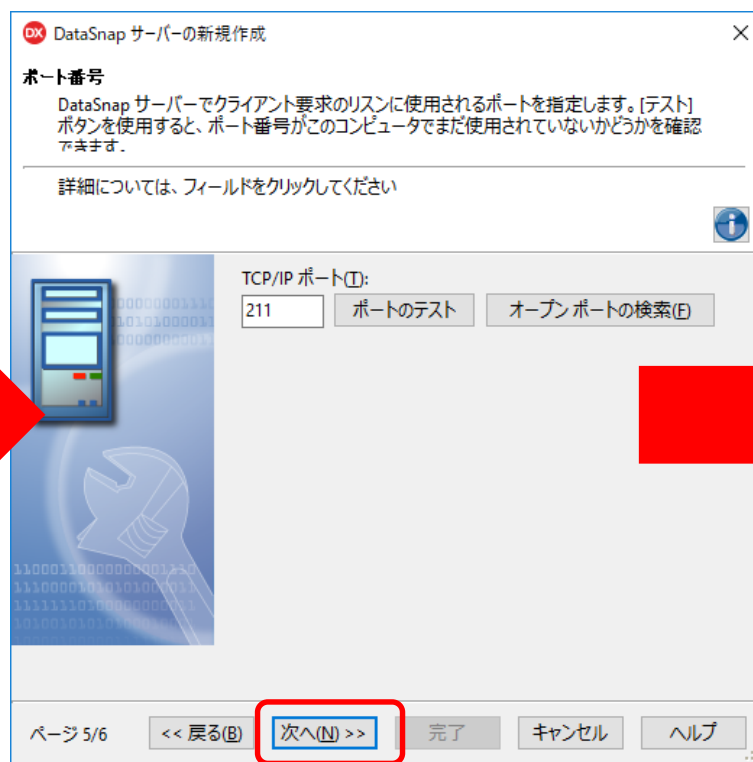 DX DataSnap サーバーの新規作成
ポート番号
DataSnap サーバーでクライアント要求のリスンに使用されるポートを指定します。[テスト]
ボタンを使用すると、ポート番号がこのコンピュータでまだ使用されていないかどうかを確認
できます.
詳細については、フィールドをクリックしてください
TCP/IP ポート(T):
211 ポートのテスト オープン ポートの検索(F)
ページ 5/6 << 戻る(B) 次へ(N) >> 完了 キャンセル ヘルプ